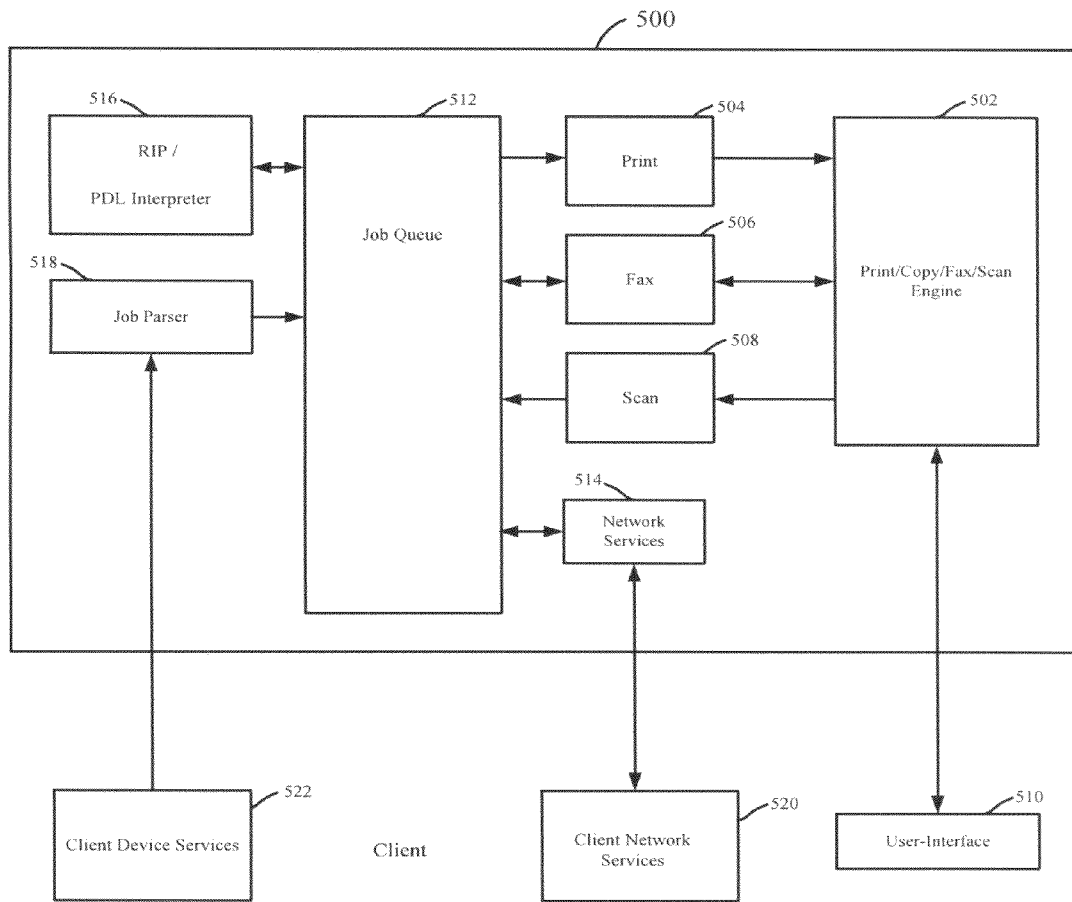 500
516
512
504
502
RIP /
PDL Interpreter
Job Queue
Print
Print/Copy/Fax/Scan
Engine
506
Fax
518
Job Parser
508
Scan
514
Network
Services
522
Client Device Services
Client
520
Client Network
Services
510
User-Interface